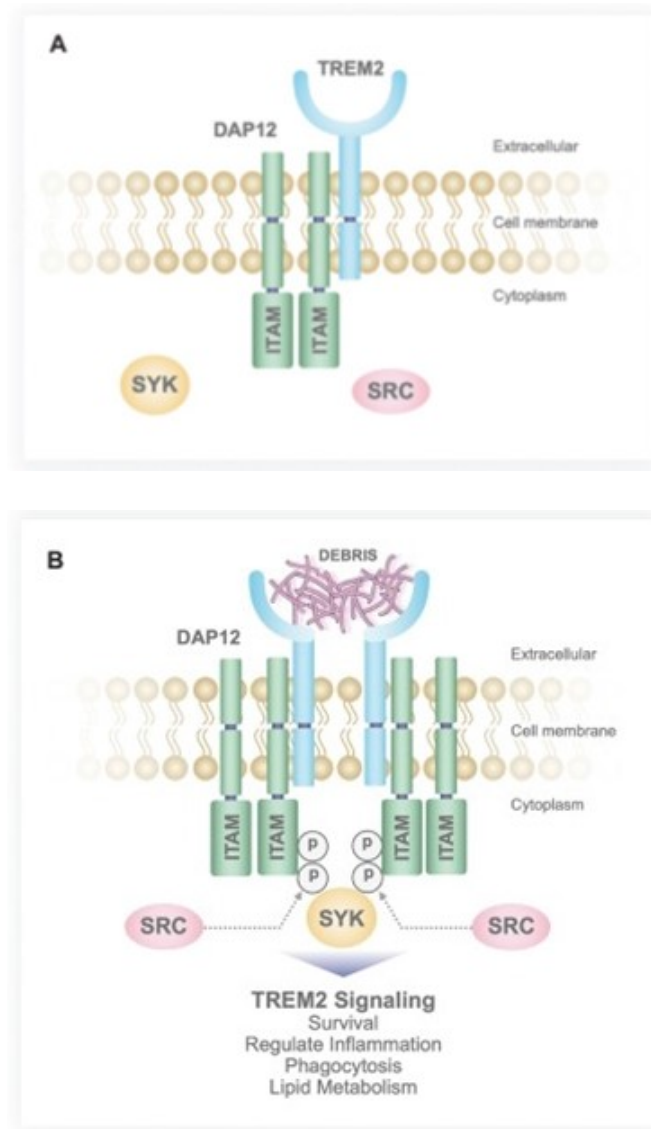 A
TREM2
DAP12
Extracellular
Cell membrane
Cytoplasm
ITAM
ITAM
SYK
SRC
B
DEBRIS
DAP12
Extracellular
Cell membrane
Cytoplasm
ITAM
ITAM
ITAM
ITAM
P
P
P
P
SRC
SYK
SRC
TREM2 Signaling
Survival
Regulate Inflammation
Phagocytosis
Lipid Metabolism